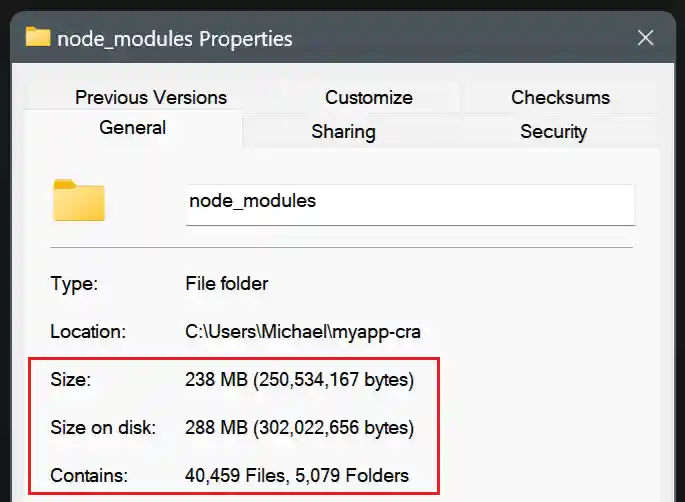 node_modules Properties
Previous Versions Customize Checksums
General Sharing Security
node_modules
Type: File folder
Location: C:\Users\Michael\myapp-cra
Size: 238 MB (250,534,167 bytes)
Size on disk: 288 MB (302,022,656 bytes)
Contains: 40,459 Files, 5,079 Folders